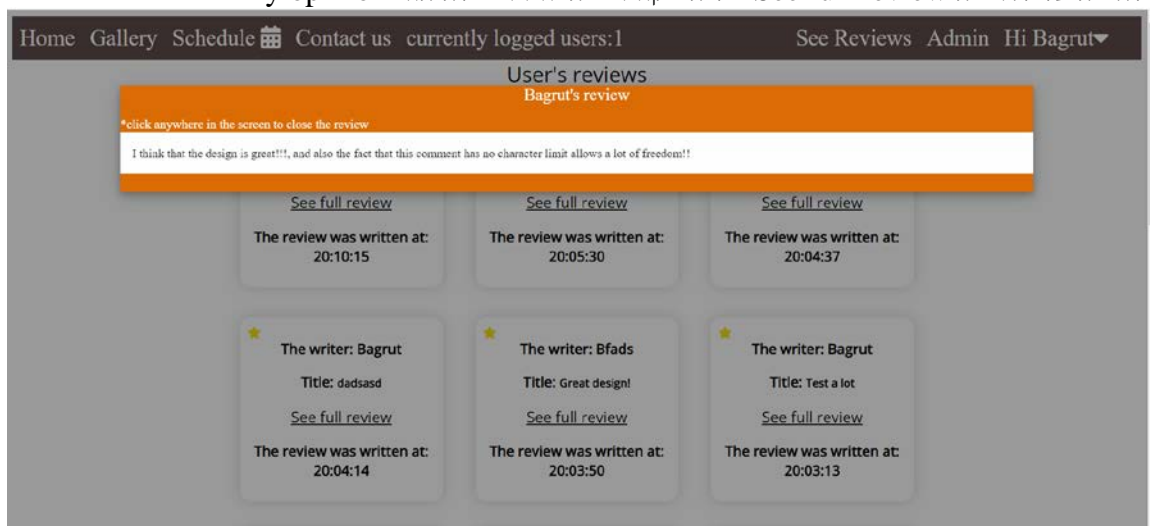 Home Gallery Schedule Contact us currently logged users:1 See Reviews Admin Hi Bagrut
User's reviews
Bagrut's review
*click anywhere in the screen to close the review
I think that the design is great!!!, and also the fact that this comment has no character limit allows a lot of freedom!!
See full review See full review See full review
The review was written at: The review was written at: The review was written at:
20:10:15 20:05:30 20:04:37
The writer: Bagrut The writer: Bfads The writer: Bagrut
Title: dadsasd Title: Great design! Title: Test a lot
See full review See full review See full review
The review was written at: The review was written at: The review was written at:
20:04:14 20:03:50 20:03:13